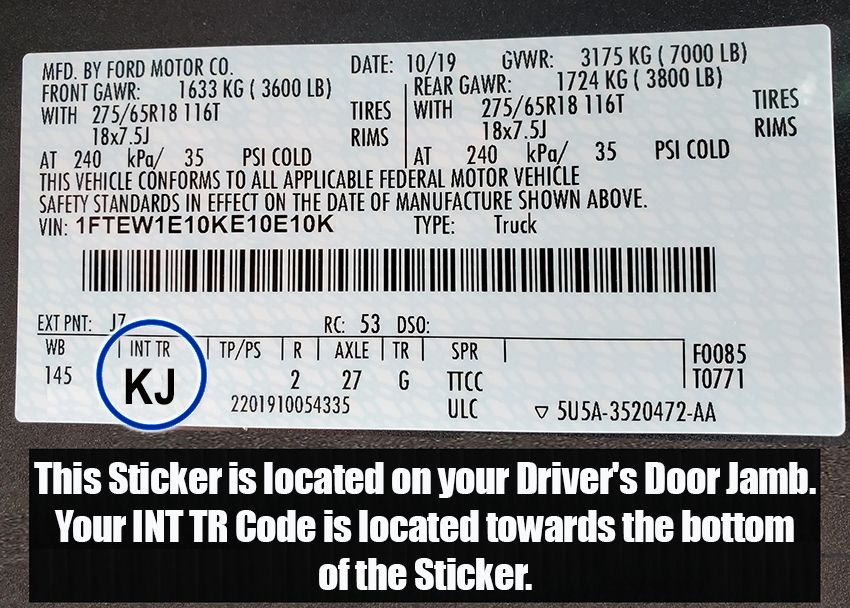 MFD. BY FORD MOTOR CO. DATE: 10/19 GVWR: 3175 KG ( 7000 LB)
FRONT GAWR: 1633 KG ( 3600 LB) REAR GAWR: 1724 KG ( 3800 LB)
WITH 275/65R18 116T TIRES WITH 275/65R18 116T TIRES
18x7.5J RIMS 18x7.5J RIMS
AT 240 kPa/ 35 PSI COLD AT 240 kPa/ 35 PSI COLD
THIS VEHICLE CONFORMS TO ALL APPLICABLE FEDERAL MOTOR VEHICLE
SAFETY STANDARDS IN EFFECT ON THE DATE OF MANUFACTURE SHOWN ABOVE.
VIN: 1FTEW1E10KE10E10K TYPE: Truck
EXT PNT: J7 RC: 53 DSO:
WB INT TR TP/PS R AXLE TR SPR F0085
145 KJ 2 27 G TTCC T0771
2201910054335 ULC ▽ 5U5A-3520472-AA
This Sticker is located on your Driver's Door Jamb.
Your INT TR Code is located towards the bottom
of the Sticker.